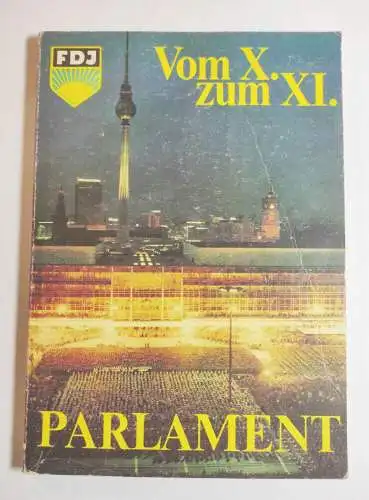 FDJ
Vom X.
zum XI.
PARLAMENT